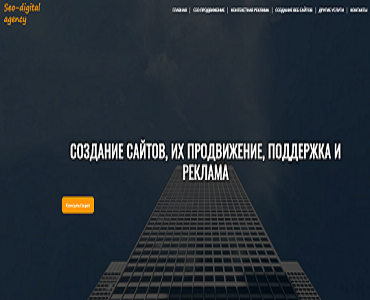 Seo-digital
agency
ГЛАВНАЯ
СЕО ПРОДВИЖЕНИЕ
КОНТЕКСТНАЯ РЕКЛАМА
СОЗДАНИЕ ВЕБ САЙТОВ
ДРУГИЕ УСЛУГИ
КОНТАКТЫ
СОЗДАНИЕ САЙТОВ, ИХ ПРОДВИЖЕНИЕ, ПОДДЕРЖКА И
РЕКЛАМА
Консультация